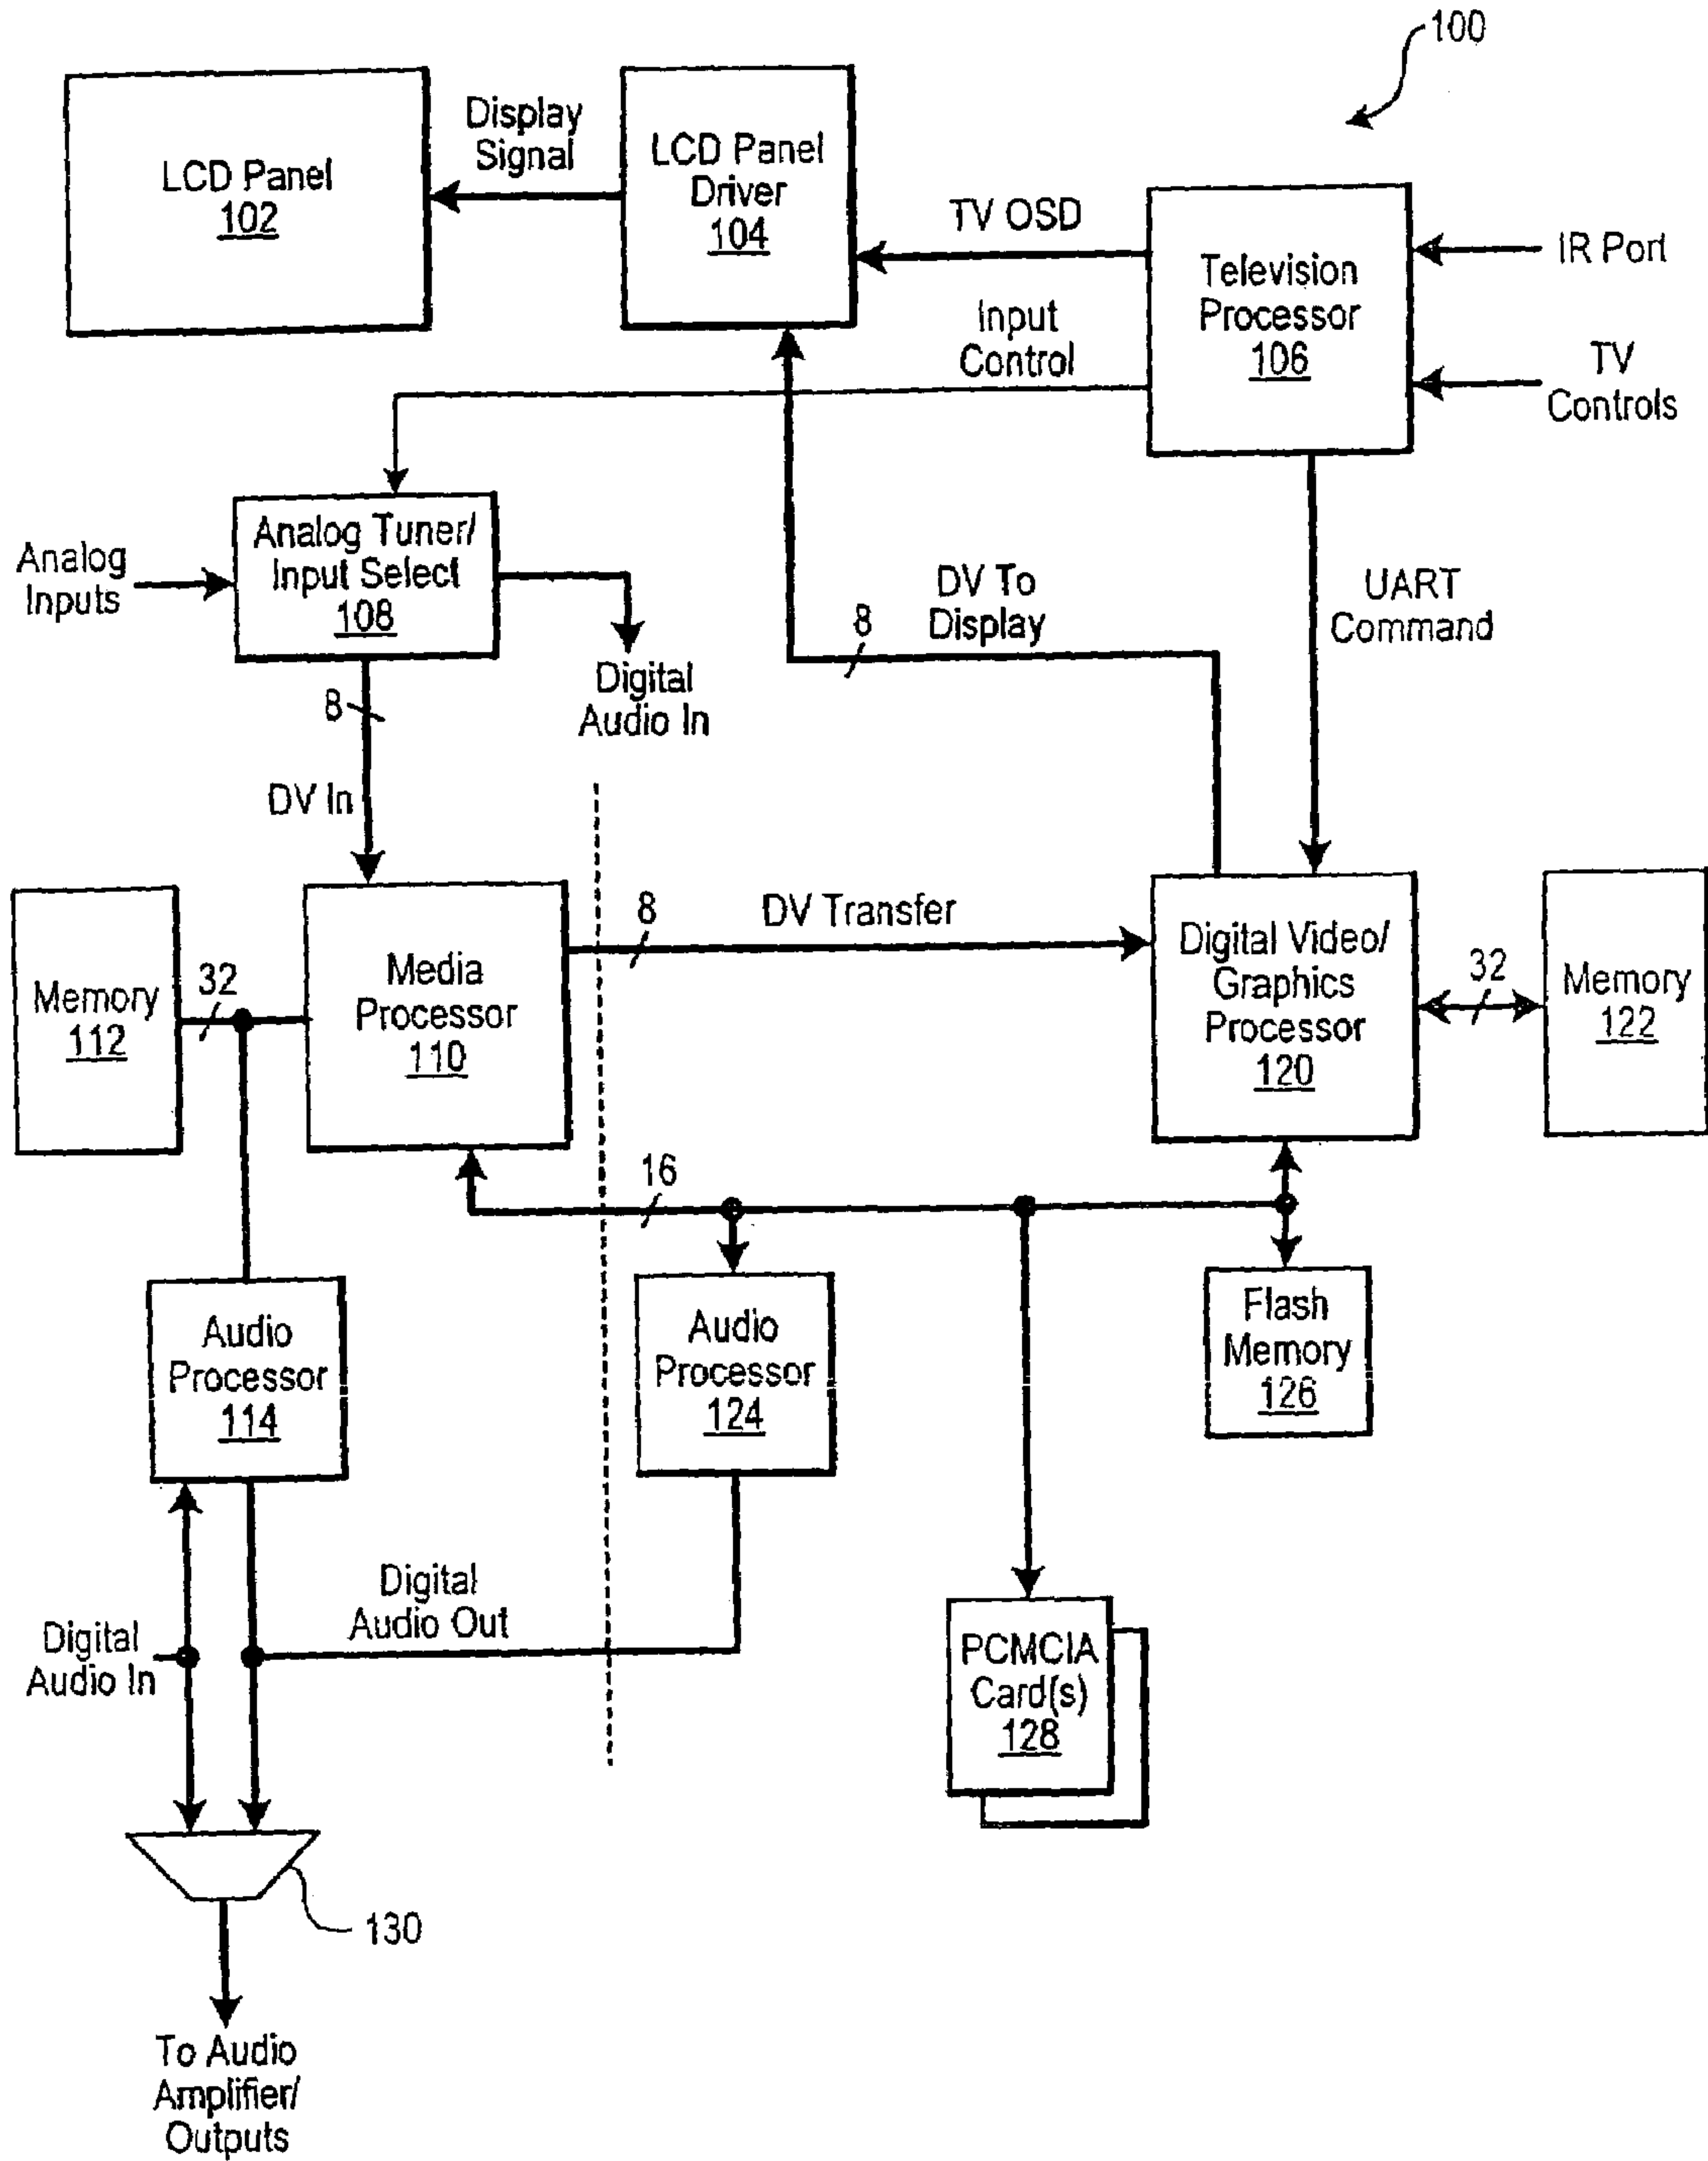 100
LCD Panel
102
Display
Signal
LCD Panel
Driver
104
TV OSD
Television
Processor
106
IR Port
TV
Controls
Input
Control
Analog
Inputs
Analog Tuner/
Input Select
108
Digital
Audio In
8
DV In
8
DV To
Display
UART
Command
Memory
112
32
Media
Processor
110
8
DV Transfer
Digital Video/
Graphics
Processor
120
32
Memory
122
16
Audio
Processor
114
Audio
Processor
124
Flash
Memory
126
Digital
Audio In
Digital
Audio Out
PCMCIA
Card(s)
128
130
To Audio
Amplifier/
Outputs